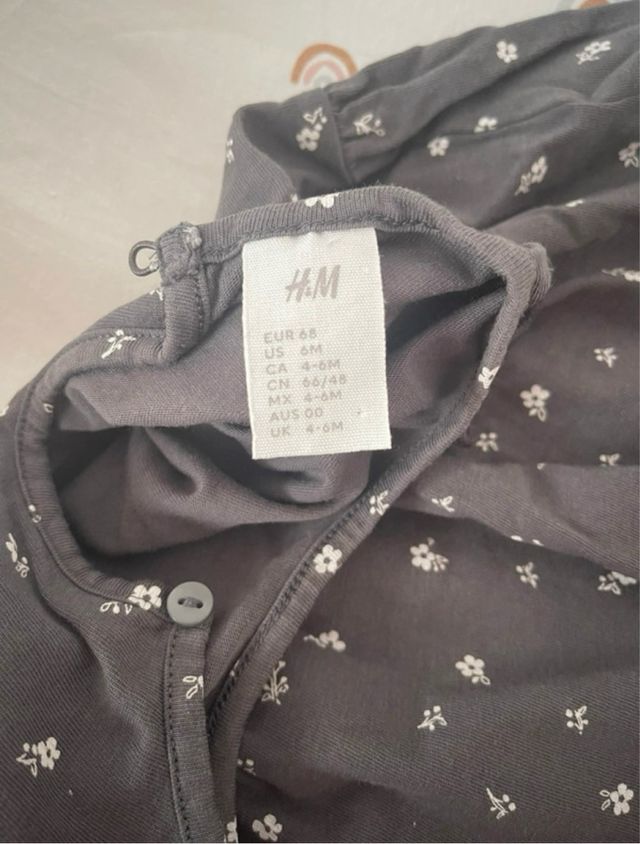 H&M
EUR 68
US 6M
CA 4-6M
CN 66/48
MX 4-6M
AUS 00
UK 4-6M